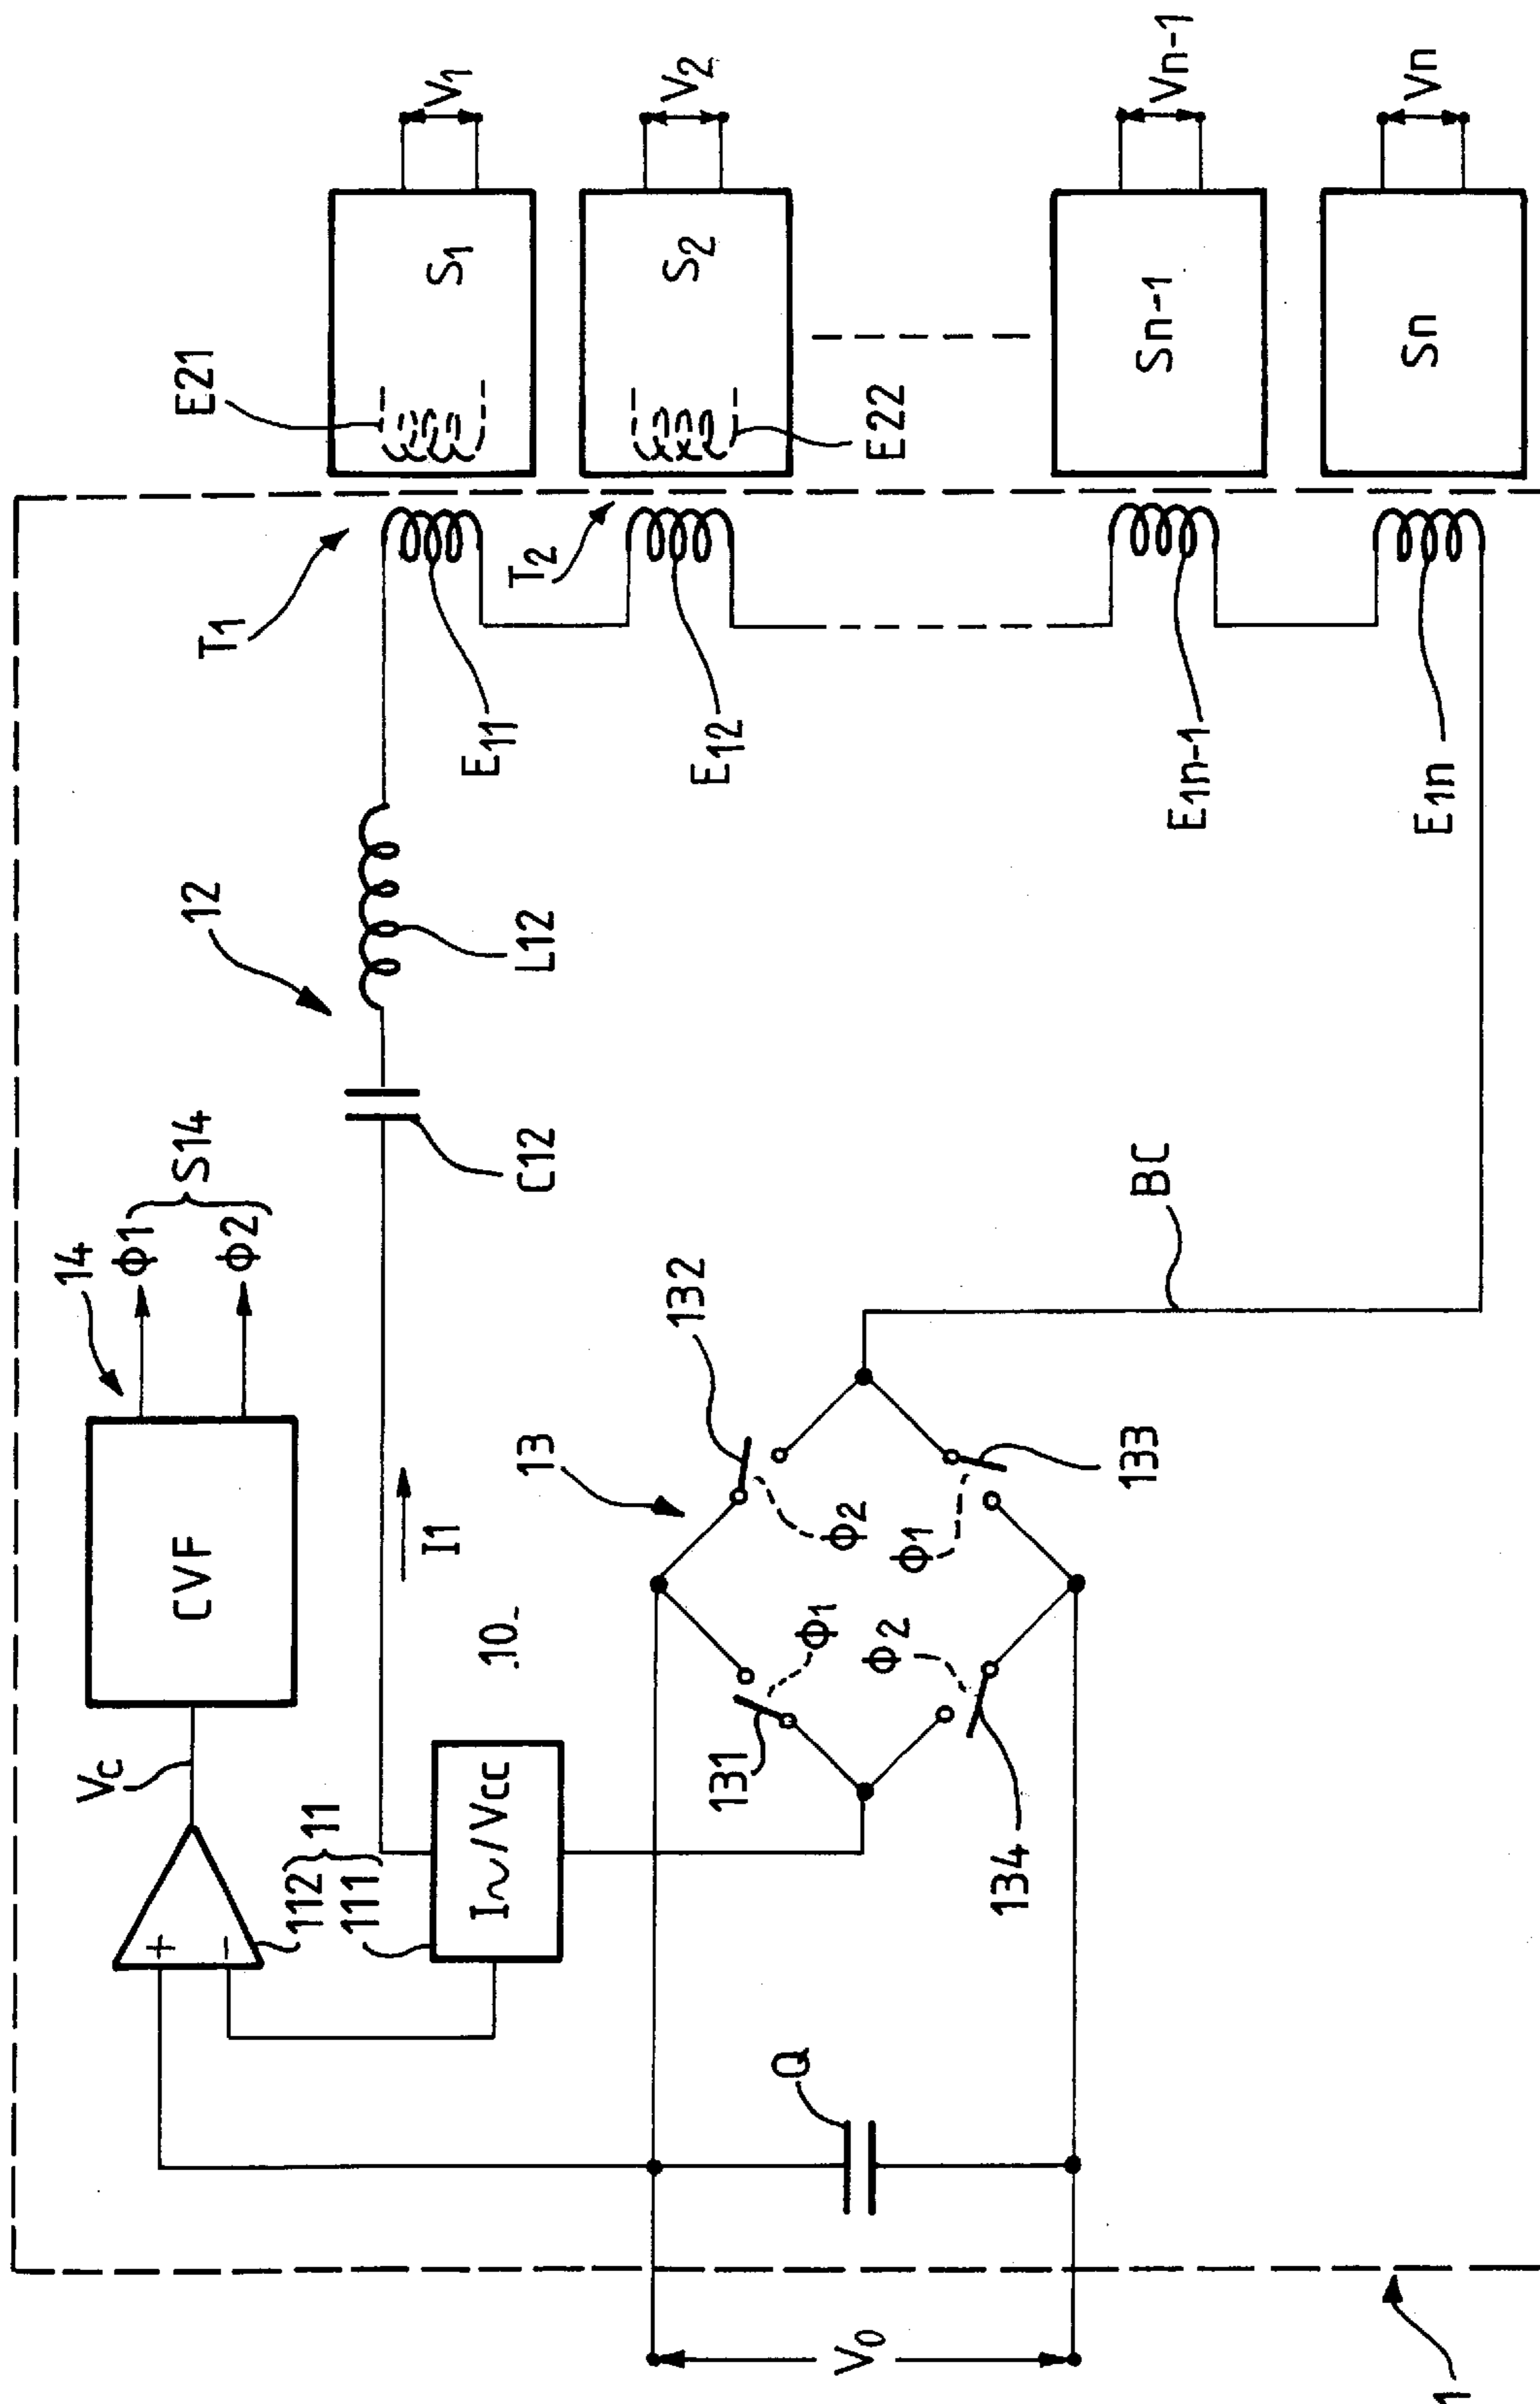 V1
V2
Vn-1
Vn
S1
S2
Sn-1
Sn
E21
E22
T1
T2
E11
E12
E1n-1
E1n
12
L12
C12
S14
Φ1
Φ2
14
CVF
Vc
I1
10
11
112
111
+
-
I~/Vcc
13
132
Φ2
Φ1
133
131
Φ1
Φ2
134
BC
Q
V0
1